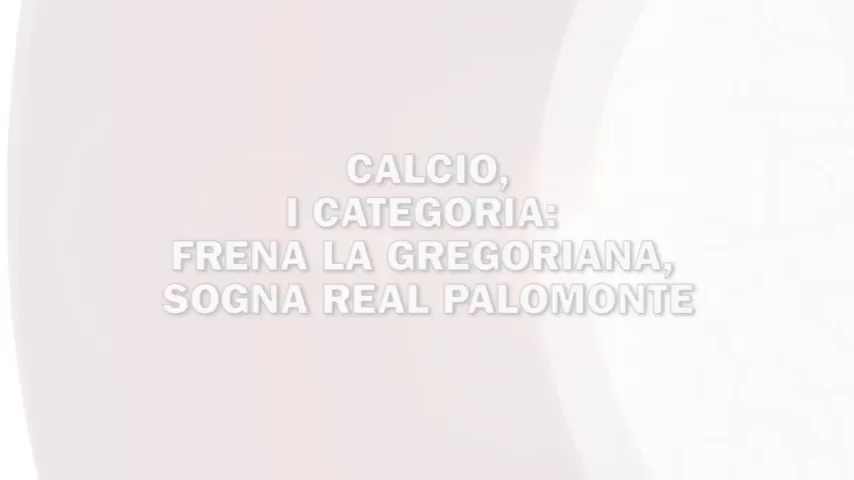 CALCIO,
I CATEGORIA:
FRENA LA GREGORIANA,
SOGNA REAL PALOMONTE